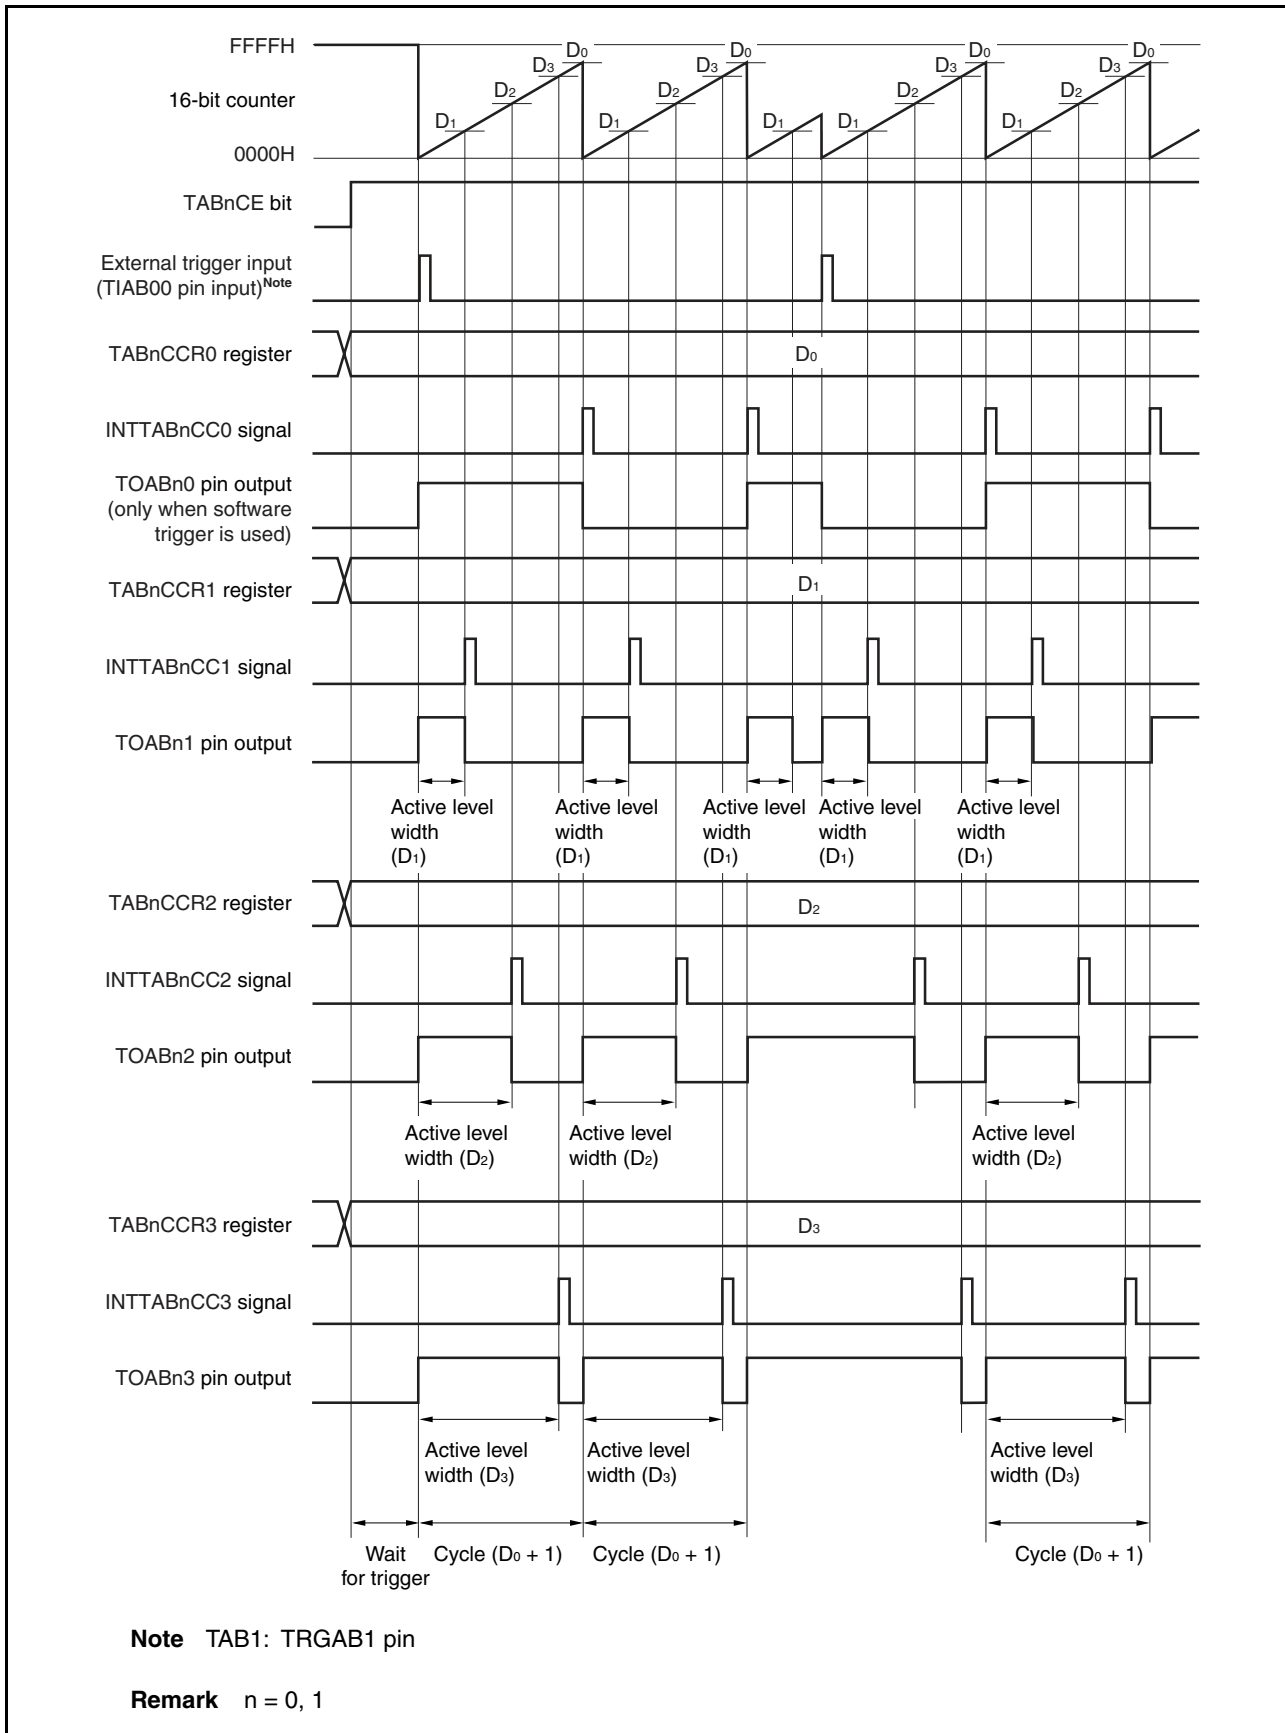 FFFFH
16-bit counter
0000H
D0 D0 D0 D0
D3 D3 D3 D3
D2 D2 D2 D2
D1 D1 D1 D1 D1
TABnCE bit
External trigger input
(TIAB00 pin input)Note
TABnCCR0 register
D0
INTTABnCC0 signal
TOABn0 pin output
(only when software
trigger is used)
TABnCCR1 register
D1
INTTABnCC1 signal
TOABn1 pin output
Active level
width
(D1)
Active level
width
(D1)
Active level
width
(D1)
Active level
width
(D1)
Active level
width
(D1)
TABnCCR2 register
D2
INTTABnCC2 signal
TOABn2 pin output
Active level
width (D2)
Active level
width (D2)
Active level
width (D2)
TABnCCR3 register
D3
INTTABnCC3 signal
TOABn3 pin output
Active level
width (D3)
Active level
width (D3)
Active level
width (D3)
Wait
for trigger
Cycle (D0 + 1)
Cycle (D0 + 1)
Cycle (D0 + 1)
Note TAB1: TRGAB1 pin
Remark n = 0, 1